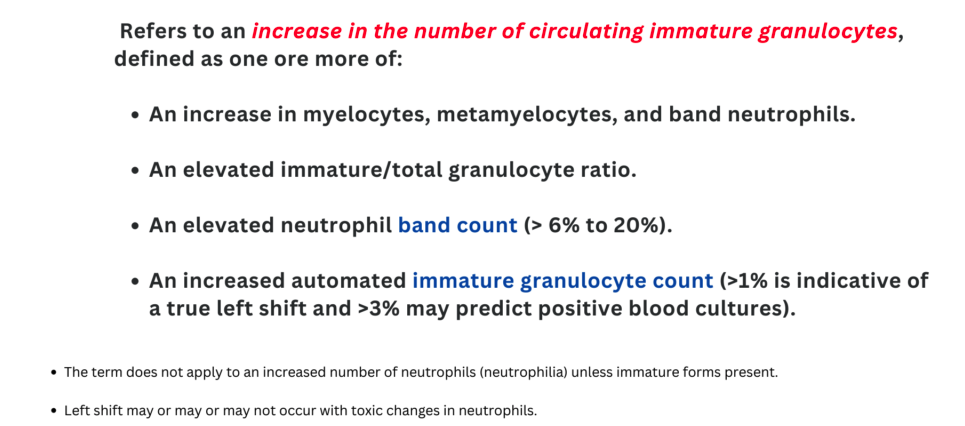 Refers to an increase in the number of circulating immature granulocytes,
defined as one ore more of:
• An increase in myelocytes, metamyelocytes, and band neutrophils.
• An elevated immature/total granulocyte ratio.
• An elevated neutrophil band count (> 6% to 20%).
• An increased automated immature granulocyte count (>1% is indicative of
a true left shift and >3% may predict positive blood cultures).
• The term does not apply to an increased number of neutrophils (neutrophilia) unless immature forms present.
• Left shift may or may or may not occur with toxic changes in neutrophils.